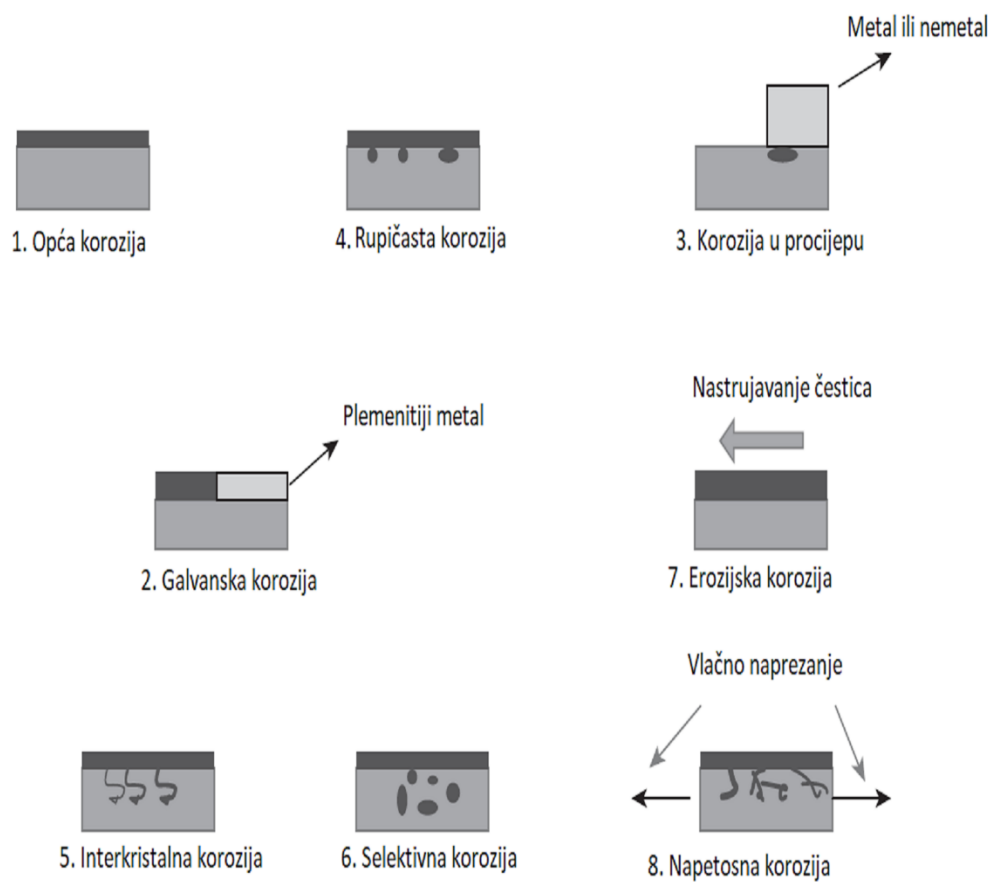 Metal ili nemetal
1. Opća korozija
4. Rupičasta korozija
3. Korozija u procijepu
Nastrujavanje čestica
Plemenitiji metal
2. Galvanska korozija
7. Erozijska korozija
Vlačno naprezanje
5. Interkristalna korozija
6. Selektivna korozija
8. Napetosna korozija